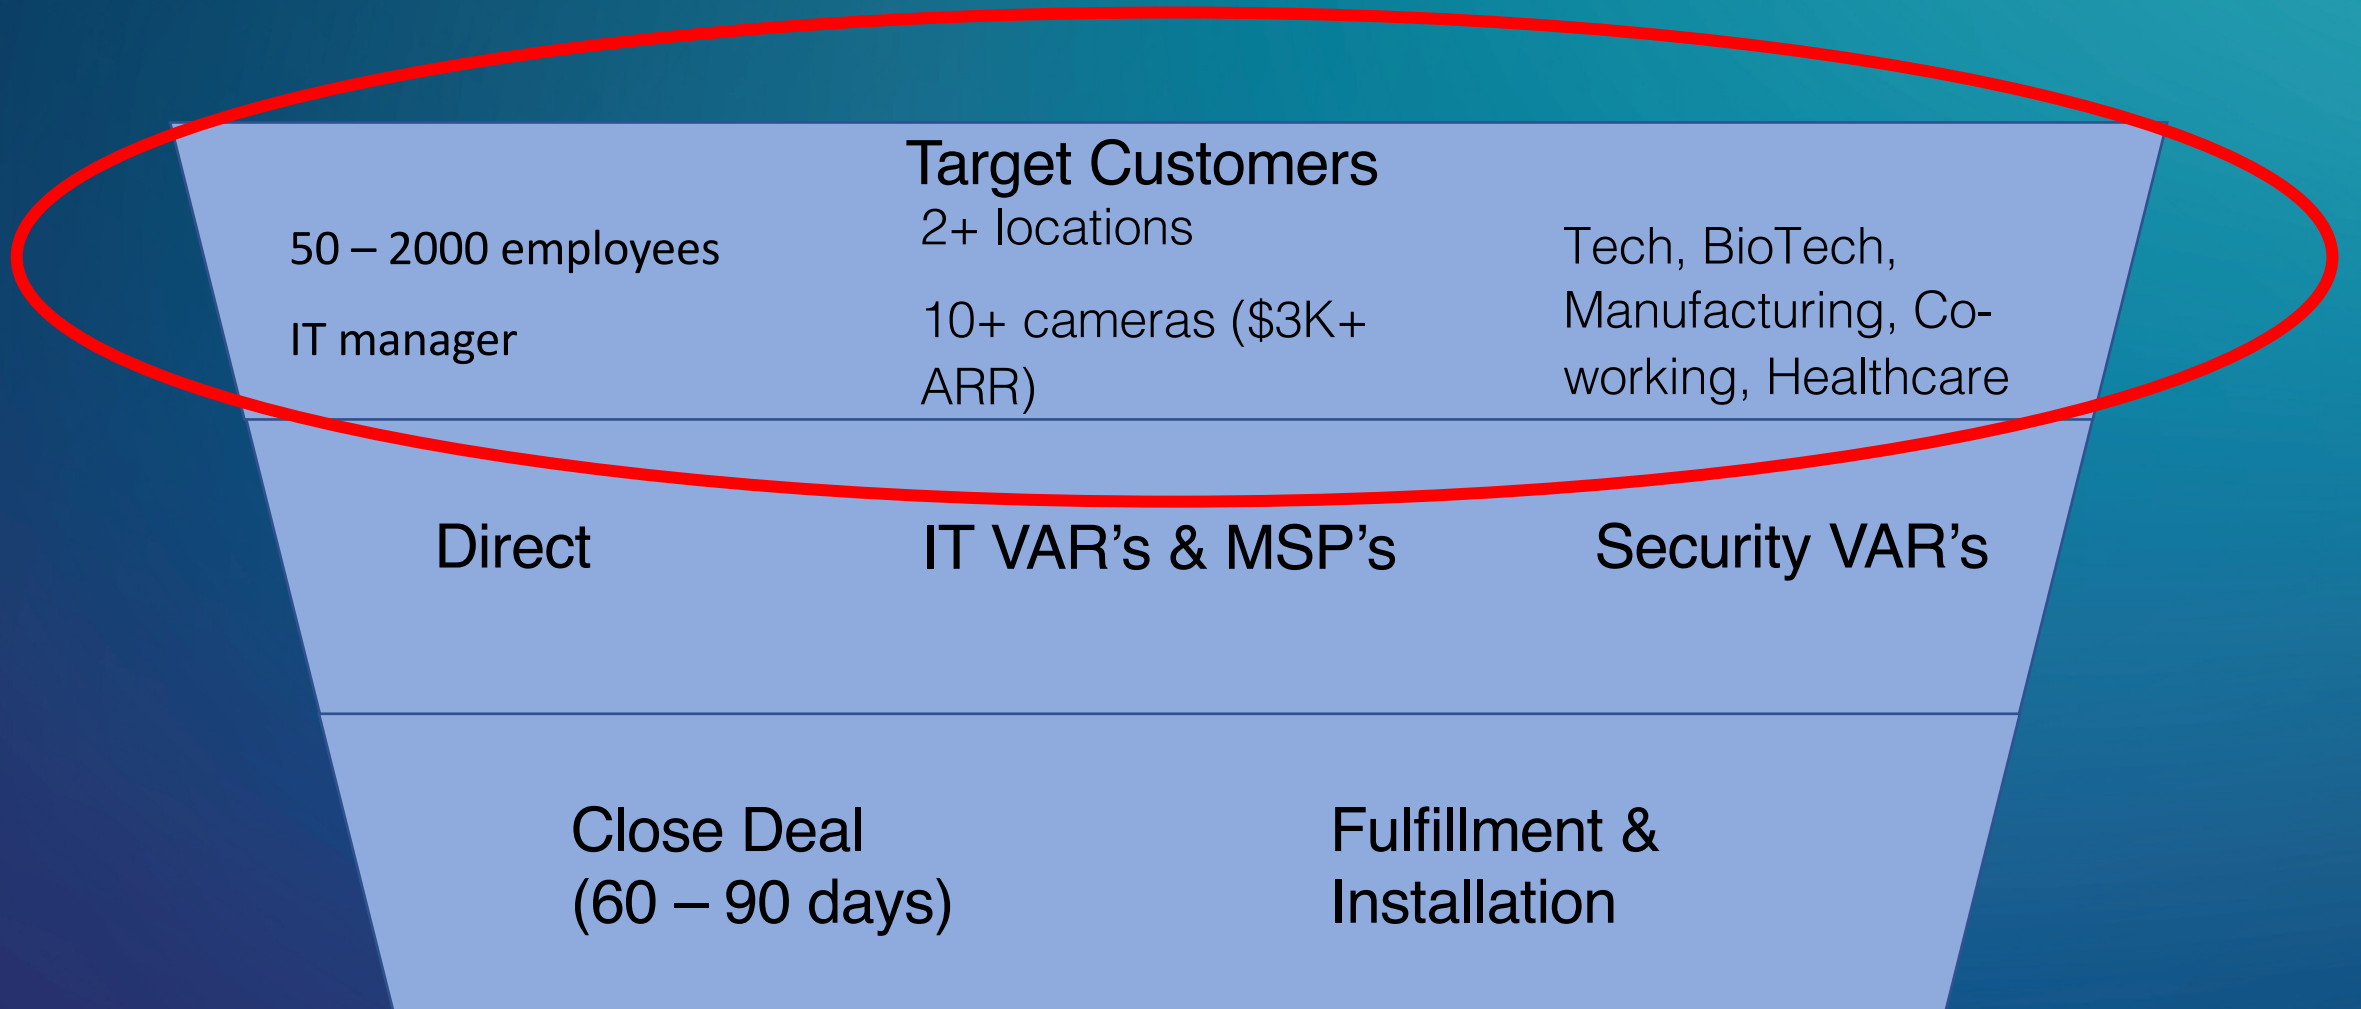 Target Customers
50 – 2000 employees
IT manager
2+ locations
10+ cameras ($3K+
ARR)
Tech, BioTech,
Manufacturing, Co-
working, Healthcare
Direct
IT VAR’s & MSP’s
Security VAR’s
Close Deal
(60 – 90 days)
Fulfillment &
Installation